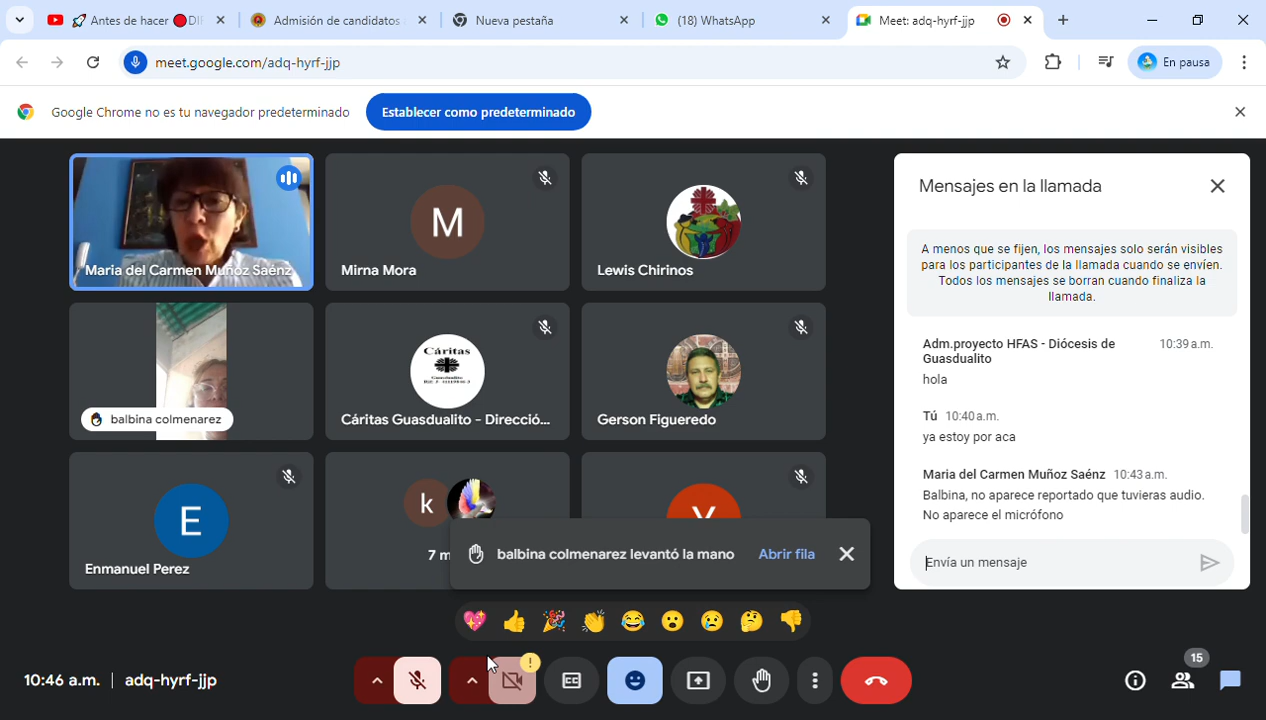 Antes de hacer
Admisión de candidatos
Nueva pestaña
(18) WhatsApp
Meet: adq-hyrf-jjp
meet.google.com/adq-hyrf-jjp
En pausa
Google Chrome no es tu navegador predeterminado
Establecer como predeterminado
Maria del Carmen Muñoz Saénz
M
Mirna Mora
Lewis Chirinos
balbina colmenarez
Cáritas
Guasdualito
Cáritas Guasdualito - Direcció...
Gerson Figueredo
E
Enmanuel Perez
k
7 m
Y
balbina colmenarez levantó la mano
Abrir fila
Mensajes en la llamada
A menos que se fijen, los mensajes solo serán visibles
para los participantes de la llamada cuando se envíen.
Todos los mensajes se borran cuando finaliza la
llamada.
Adm.proyecto HFAS - Diócesis de 10:39 a.m.
Guasdualito
hola
Tú 10:40 a.m.
ya estoy por aca
Maria del Carmen Muñoz Saénz 10:43 a.m.
Balbina, no aparece reportado que tuvieras audio.
No aparece el micrófono
Envía un mensaje
10:46 a.m. | adq-hyrf-jjp
15